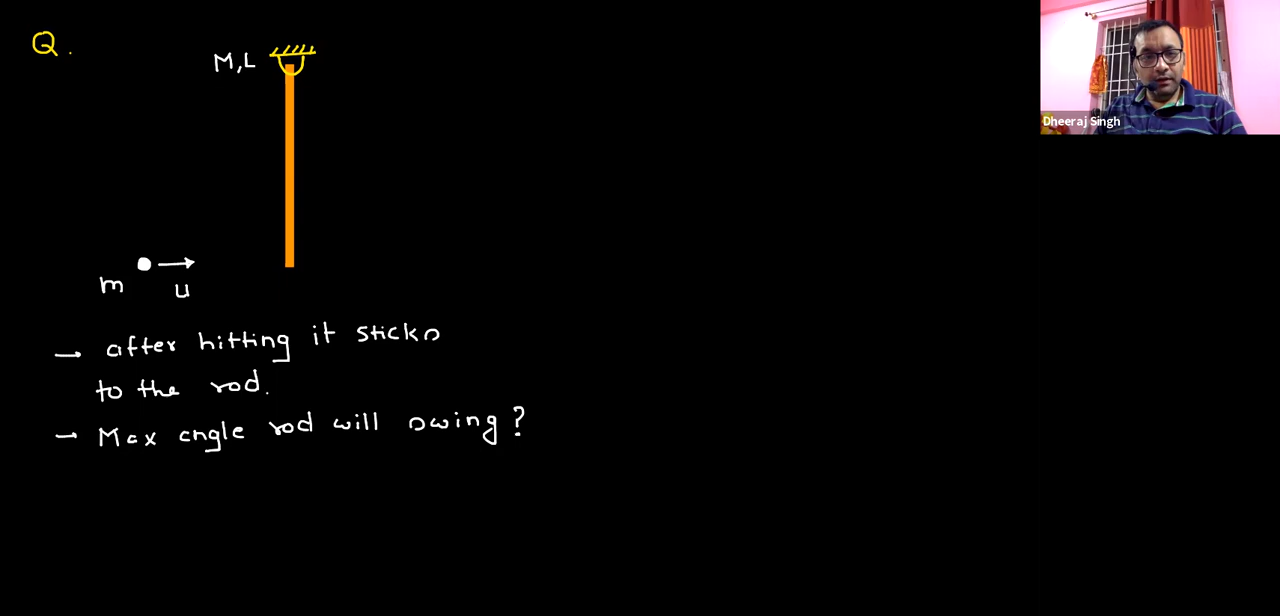 Q.
M,L
Dheeraj Singh
m
u
→ after hitting it sticks
to the rod.
→ Max angle rod will swing?